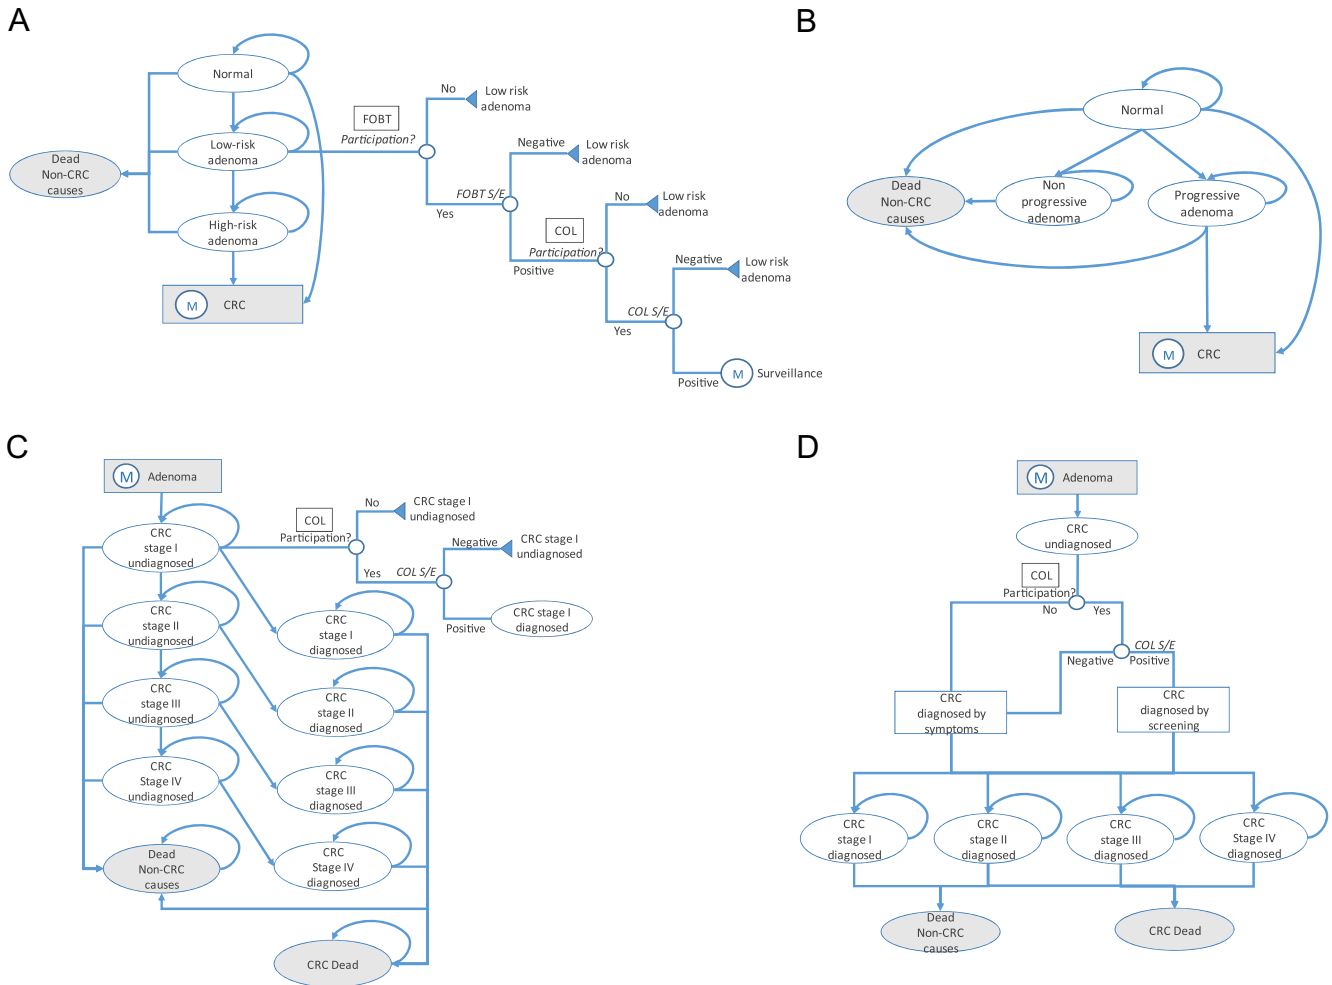 A
Normal
Low-risk
adenoma
High-risk
adenoma
Dead
Non-CRC
causes
M
CRC
FOBT
Participation?
No
Low risk
adenoma
Yes
FOBT S/E
Negative
Low risk
adenoma
Positive
COL
Participation?
No
Low risk
adenoma
Yes
COL S/E
Negative
Low risk
adenoma
Positive
M
Surveillance
B
Normal
Dead
Non-CRC
causes
Non
progressive
adenoma
Progressive
adenoma
M
CRC
C
M
Adenoma
CRC
stage I
undiagnosed
CRC
stage II
undiagnosed
CRC
stage III
undiagnosed
CRC
Stage IV
undiagnosed
Dead
Non-CRC
causes
COL
Participation?
No
CRC stage I
undiagnosed
Yes
COL S/E
Negative
CRC stage I
undiagnosed
Positive
CRC stage I
diagnosed
CRC
stage I
diagnosed
CRC
stage II
diagnosed
CRC
stage III
diagnosed
CRC
Stage IV
diagnosed
CRC Dead
D
M
Adenoma
CRC
undiagnosed
COL
Participation?
No
Yes
COL S/E
Negative
Positive
CRC
diagnosed by
symptoms
CRC
diagnosed by
screening
CRC
stage I
diagnosed
CRC
stage II
diagnosed
CRC
stage III
diagnosed
CRC
Stage IV
diagnosed
Dead
Non-CRC
causes
CRC Dead